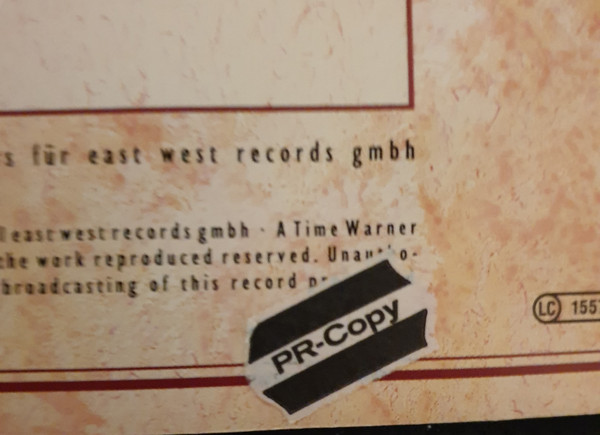 s für east west records gmbh
east west records gmbh · A Time Warner
the work reproduced reserved. Unautho-
broadcasting of this record
PR-Copy
LC 155